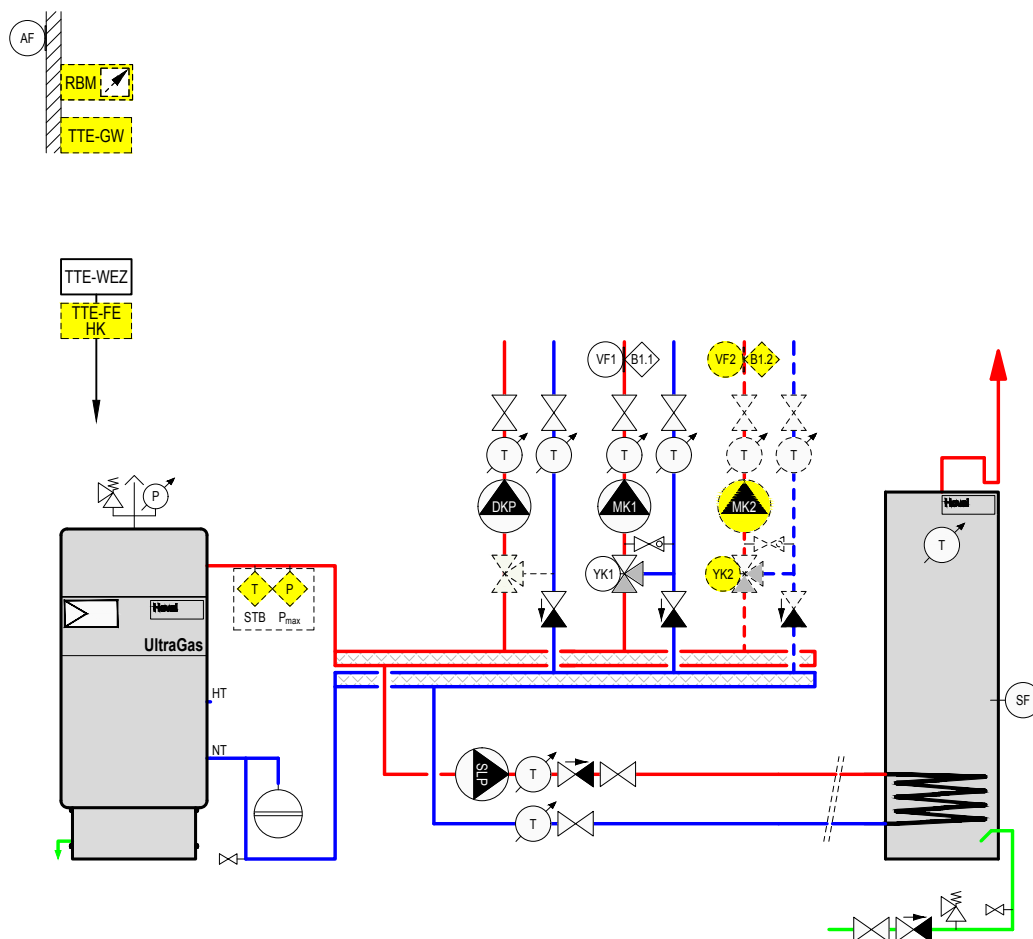 AF
RBM
TTE-GW
TTE-WEZ
TTE-FE
HK
VF1
B1.1
VF2
B1.2
T
T
T
T
T
T
P
DKP
MK1
MK2
Hoval
T
YK1
YK2
T
P
STB
Pmax
Hoval
UltraGas
HT
SF
NT
SLP
T
T